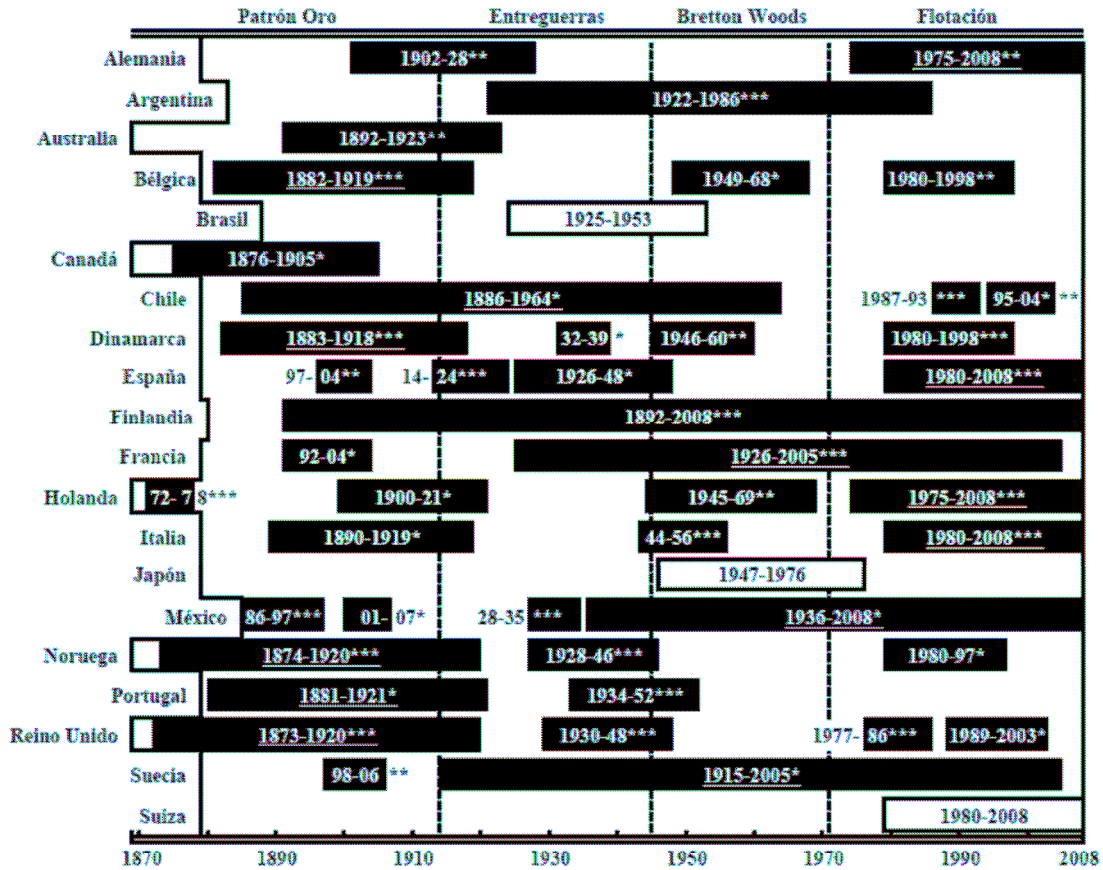 Patrón Oro Entreguerras Bretton Woods Flotación
Alemania 1902-28** 1975-2008**
Argentina 1922-1986***
Australia 1892-1923**
Bélgica 1882-1919*** 1949-68* 1980-1998**
Brasil 1925-1953
Canadá 1876-1905*
Chile 1886-1964* 1987-93 *** 95-04* **
Dinamarca 1883-1918*** 32-39 * 1946-60** 1980-1998***
España 97- 04** 14- 24*** 1926-48* 1980-2008***
Finlandia 1892-2008***
Francia 92-04* 1926-2005***
Holanda 72- 7 8*** 1900-21* 1945-69** 1975-2008***
Italia 1890-1919* 44-56*** 1980-2008***
Japón 1947-1976
México 86-97*** 01- 07* 28-35 *** 1936-2008*
Noruega 1874-1920*** 1928-46*** 1980-97*
Portugal 1881-1921* 1934-52***
Reino Unido 1873-1920*** 1930-48*** 1977- 86*** 1989-2003*
Suecia 98-06 ** 1915-2005*
Suiza 1980-2008
1870 1890 1910 1930 1950 1970 1990 2008